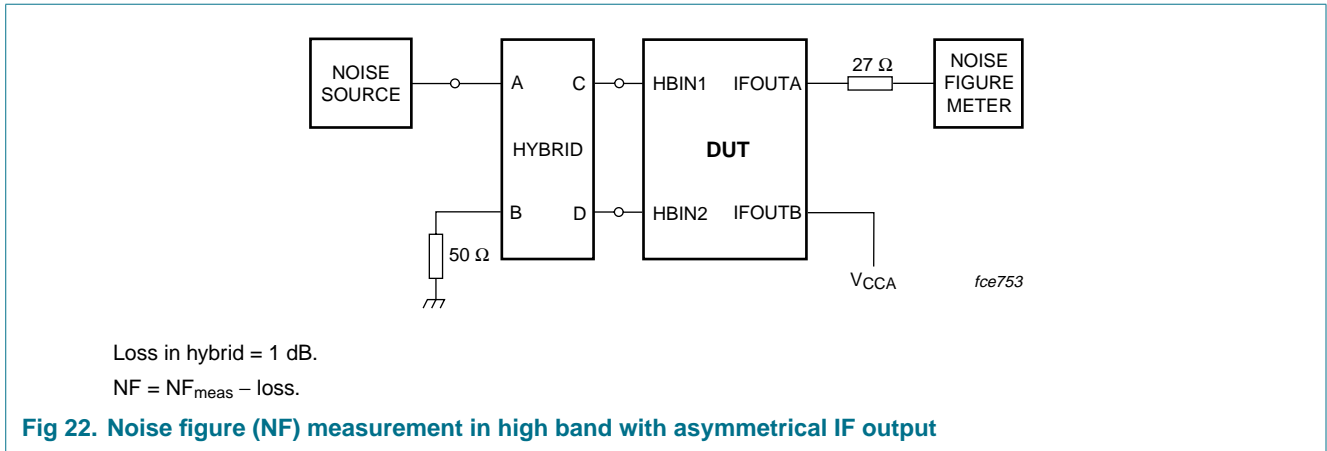 NOISE
SOURCE
A
C
HYBRID
B
D
50 Ω
HBIN1
IFOUTA
DUT
HBIN2
IFOUTB
27 Ω
NOISE
FIGURE
METER
VCCA
fce753
Loss in hybrid = 1 dB.
NF = NFmeas − loss.
Fig 22. Noise figure (NF) measurement in high band with asymmetrical IF output